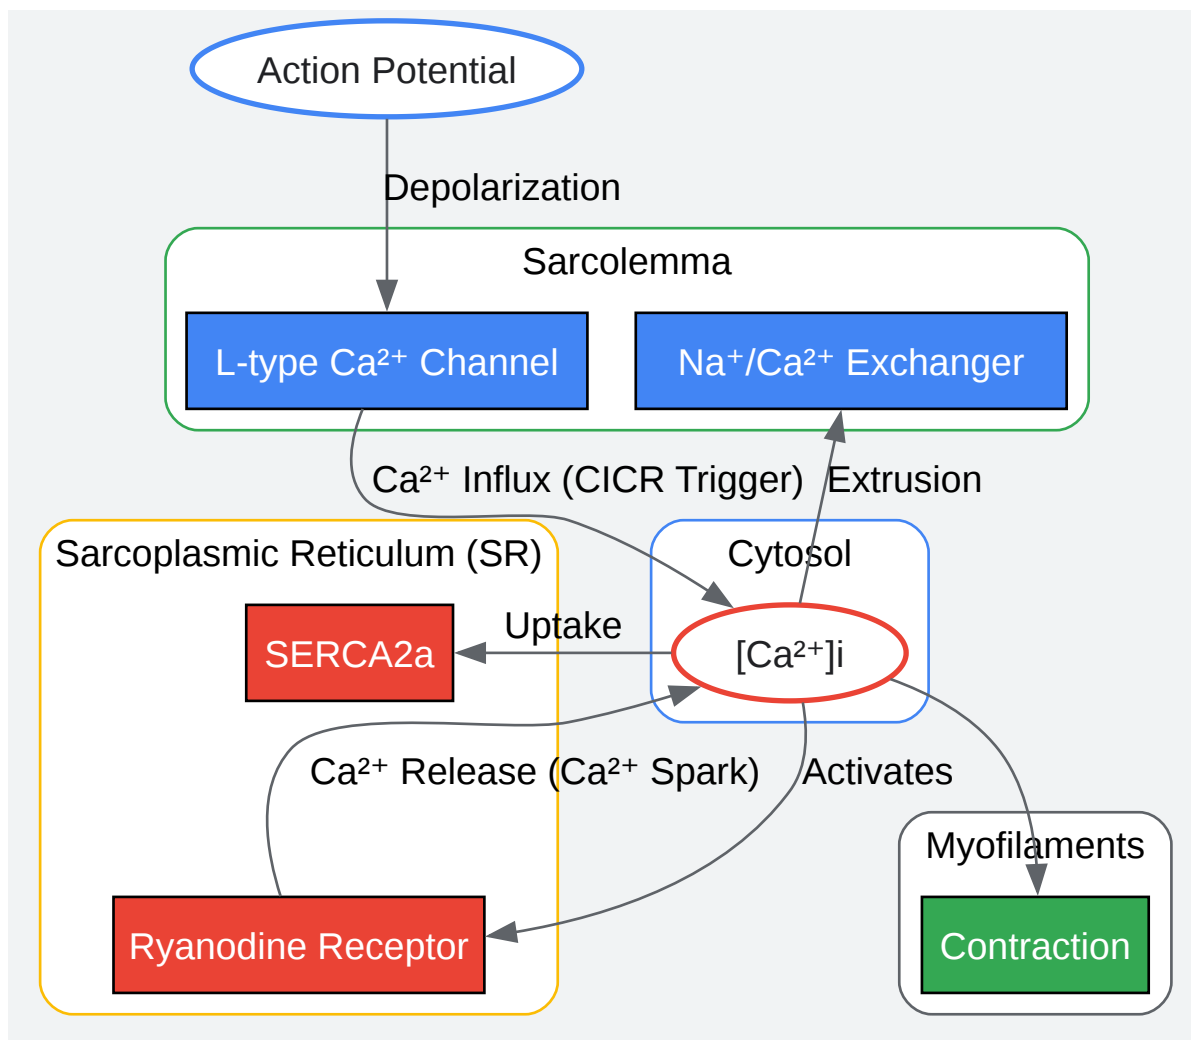 Action Potential
Depolarization
Sarcolemma
L-type Ca²⁺ Channel
Na⁺/Ca²⁺ Exchanger
Ca²⁺ Influx (CICR Trigger)
Extrusion
Sarcoplasmic Reticulum (SR)
Cytosol
SERCA2a
Uptake
[Ca²⁺]i
Ca²⁺ Release (Ca²⁺ Spark)
Activates
Myofilaments
Ryanodine Receptor
Contraction